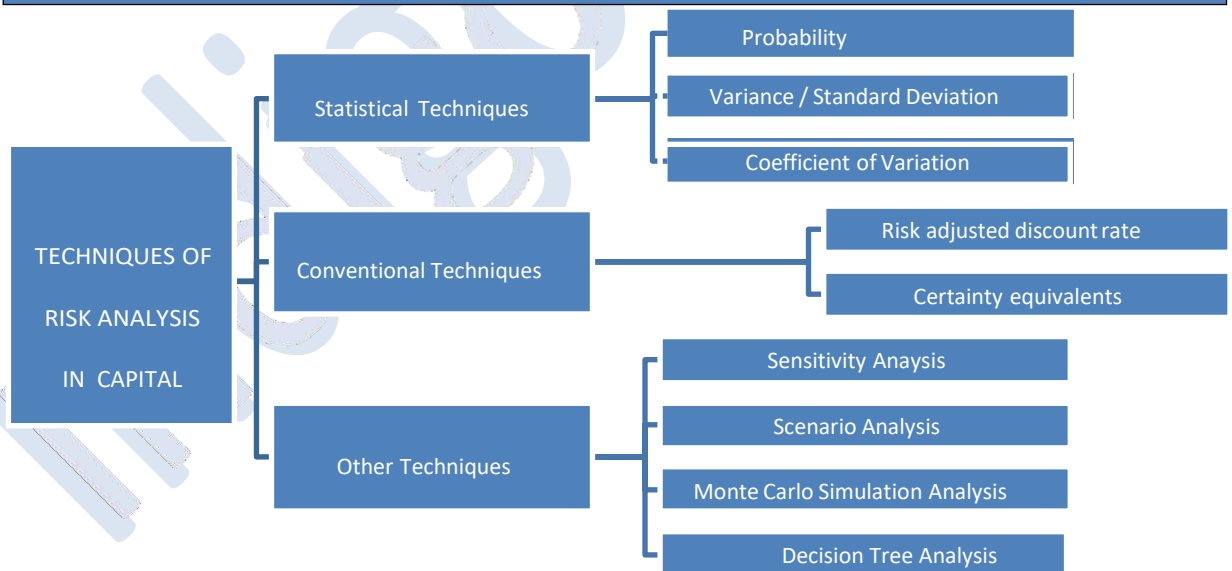 TECHNIQUES OF
RISK ANALYSIS
IN CAPITAL
Statistical Techniques
Probability
Variance / Standard Deviation
Coefficient of Variation
Conventional Techniques
Risk adjusted discount rate
Certainty equivalents
Other Techniques
Sensitivity Anaysis
Scenario Analysis
Monte Carlo Simulation Analysis
Decision Tree Analysis